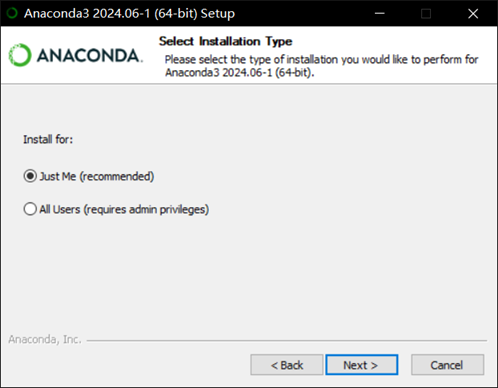 Anaconda3 2024.06-1 (64-bit) Setup
ANACONDA.
Select Installation Type
Please select the type of installation you would like to perform for
Anaconda3 2024.06-1 (64-bit).
Install for:
Just Me (recommended)
All Users (requires admin privileges)
Anaconda, Inc.
< Back
Next >
Cancel